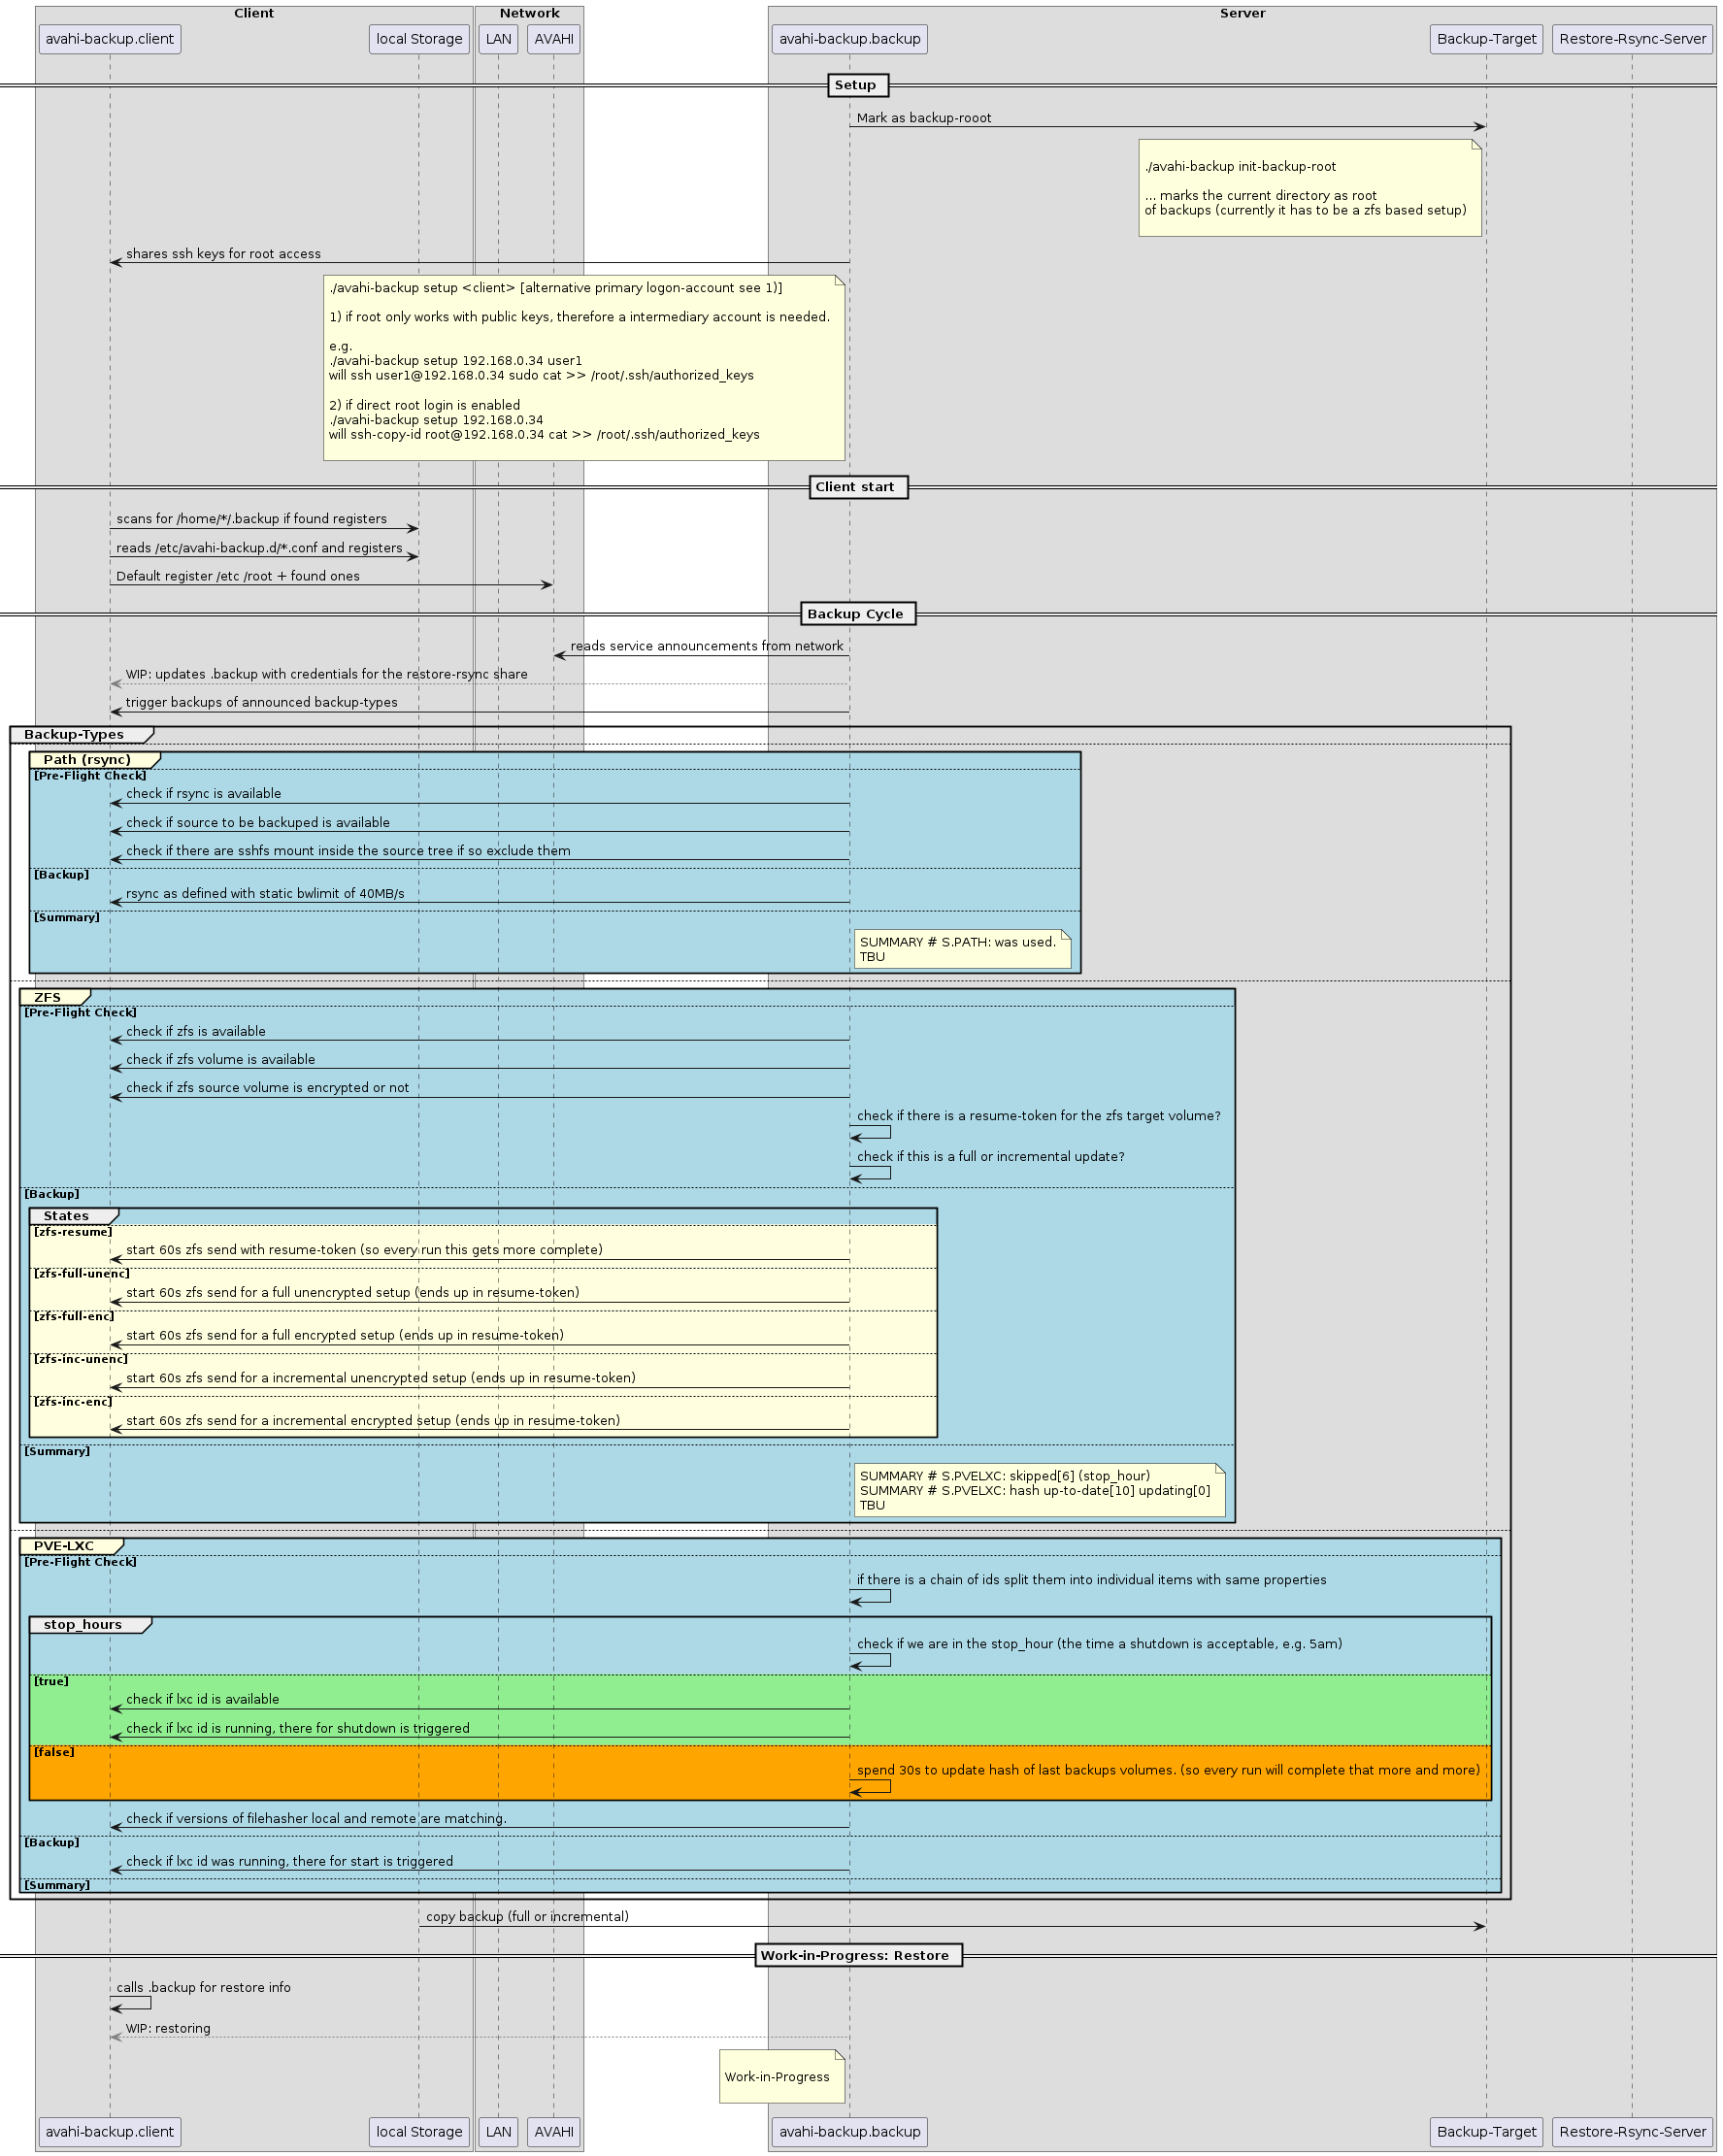 Client
Network
Server
avahi-backup.client
local Storage
LAN
AVAHI
avahi-backup.backup
Backup-Target
Restore-Rsync-Server
Setup
Mark as backup-rooot
./avahi-backup init-backup-root
... marks the current directory as root
of backups (currently it has to be a zfs based setup)
shares ssh keys for root access
./avahi-backup setup <client> [alternative primary logon-account see 1)]
1) if root only works with public keys, therefore a intermediary account is needed.
e.g.
./avahi-backup setup 192.168.0.34 user1
will ssh user1@192.168.0.34 sudo cat >> /root/.ssh/authorized_keys
2) if direct root login is enabled
./avahi-backup setup 192.168.0.34
will ssh-copy-id root@192.168.0.34 cat >> /root/.ssh/authorized_keys
Client start
scans for /home/*/.backup if found registers
reads /etc/avahi-backup.d/*.conf and registers
Default register /etc /root + found ones
Backup Cycle
reads service announcements from network
WIP: updates .backup with credentials for the restore-rsync share
trigger backups of announced backup-types
Backup-Types
Path (rsync)
[Pre-Flight Check]
check if rsync is available
check if source to be backuped is available
check if there are sshfs mount inside the source tree if so exclude them
[Backup]
rsync as defined with static bwlimit of 40MB/s
[Summary]
SUMMARY # S.PATH: was used.
TBU
ZFS
[Pre-Flight Check]
check if zfs is available
check if zfs volume is available
check if zfs source volume is encrypted or not
check if there is a resume-token for the zfs target volume?
check if this is a full or incremental update?
[Backup]
States
[zfs-resume]
start 60s zfs send with resume-token (so every run this gets more complete)
[zfs-full-unenc]
start 60s zfs send for a full unencrypted setup (ends up in resume-token)
[zfs-full-enc]
start 60s zfs send for a full encrypted setup (ends up in resume-token)
[zfs-inc-unenc]
start 60s zfs send for a incremental unencrypted setup (ends up in resume-token)
[zfs-inc-enc]
start 60s zfs send for a incremental encrypted setup (ends up in resume-token)
[Summary]
SUMMARY # S.PVELXC: skipped[6] (stop_hour)
SUMMARY # S.PVELXC: hash up-to-date[10] updating[0]
TBU
PVE-LXC
[Pre-Flight Check]
if there is a chain of ids split them into individual items with same properties
stop_hours
check if we are in the stop_hour (the time a shutdown is acceptable, e.g. 5am)
[true]
check if lxc id is available
check if lxc id is running, there for shutdown is triggered
[false]
spend 30s to update hash of last backups volumes. (so every run will complete that more and more)
check if versions of filehasher local and remote are matching.
[Backup]
check if lxc id was running, there for start is triggered
[Summary]
copy backup (full or incremental)
Work-in-Progress: Restore
calls .backup for restore info
WIP: restoring
Work-in-Progress
avahi-backup.client
local Storage
LAN
AVAHI
avahi-backup.backup
Backup-Target
Restore-Rsync-Server